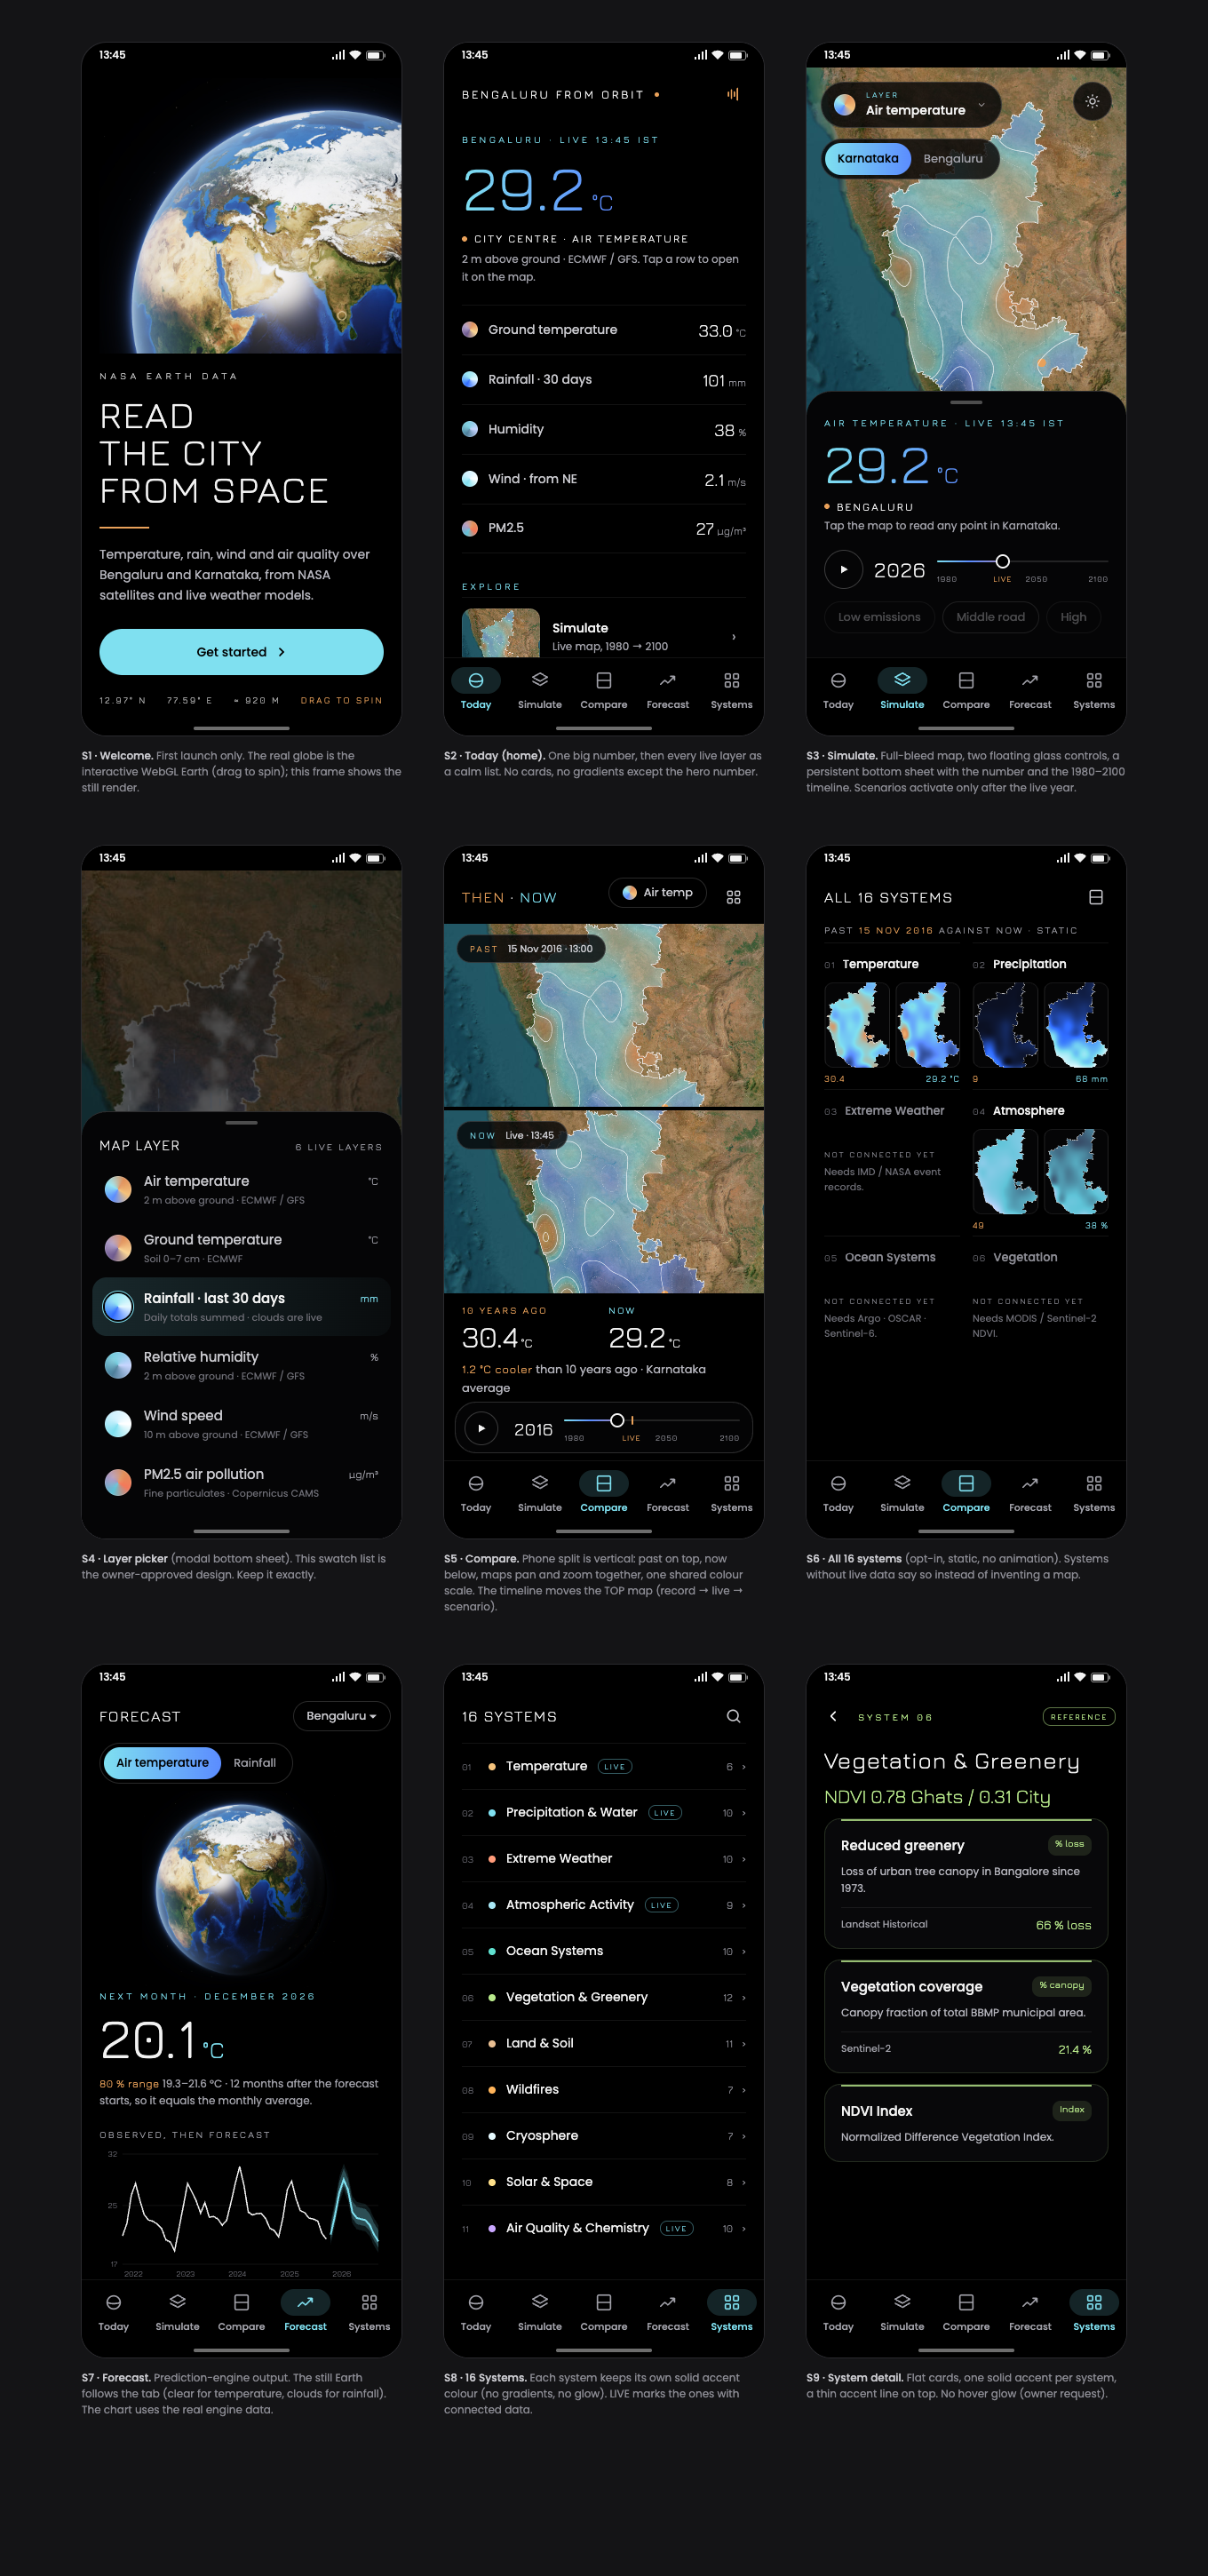 13:45
NASA EARTH DATA
READ
THE CITY
FROM SPACE
Temperature, rain, wind and air quality over
Bengaluru and Karnataka, from NASA
satellites and live weather models.
Get started
12.97° N 77.59° E ≈ 920 M DRAG TO SPIN
S1 · Welcome. First launch only. The real globe is the
interactive WebGL Earth (drag to spin); this frame shows the
still render.
13:45
BENGALURU FROM ORBIT
BENGALURU · LIVE 13:45 IST
29.2 °C
CITY CENTRE · AIR TEMPERATURE
2 m above ground · ECMWF / GFS. Tap a row to open
it on the map.
Ground temperature 33.0 °C
Rainfall · 30 days 101 mm
Humidity 38 %
Wind · from NE 2.1 m/s
PM2.5 27 µg/m³
EXPLORE
Simulate
Live map, 1980 → 2100
Today Simulate Compare Forecast Systems
S2 · Today (home). One big number, then every live layer as
a calm list. No cards, no gradients except the hero number.
13:45
LAYER
Air temperature
Karnataka Bengaluru
AIR TEMPERATURE · LIVE 13:45 IST
29.2 °C
BENGALURU
Tap the map to read any point in Karnataka.
2026
1980 LIVE 2050 2100
Low emissions Middle road High
Today Simulate Compare Forecast Systems
S3 · Simulate. Full-bleed map, two floating glass controls, a
persistent bottom sheet with the number and the 1980–2100
timeline. Scenarios activate only after the live year.
13:45
MAP LAYER 6 LIVE LAYERS
Air temperature °C
2 m above ground · ECMWF / GFS
Ground temperature °C
Soil 0–7 cm · ECMWF
Rainfall · last 30 days mm
Daily totals summed · clouds are live
Relative humidity %
2 m above ground · ECMWF / GFS
Wind speed m/s
10 m above ground · ECMWF / GFS
PM2.5 air pollution µg/m³
Fine particulates · Copernicus CAMS
S4 · Layer picker (modal bottom sheet). This swatch list is
the owner-approved design. Keep it exactly.
13:45
THEN · NOW Air temp
PAST 15 Nov 2016 · 13:00
NOW Live · 13:45
10 YEARS AGO NOW
30.4 °C 29.2 °C
1.2 °C cooler than 10 years ago · Karnataka
average
2016
1980 LIVE 2050 2100
Today Simulate Compare Forecast Systems
S5 · Compare. Phone split is vertical: past on top, now
below, maps pan and zoom together, one shared colour
scale. The timeline moves the TOP map (record → live →
scenario).
13:45
ALL 16 SYSTEMS
PAST 15 NOV 2016 AGAINST NOW · STATIC
01 Temperature 02 Precipitation
30.4 29.2 °C 9 68 mm
03 Extreme Weather 04 Atmosphere
NOT CONNECTED YET
Needs IMD / NASA event
records.
49 38 %
05 Ocean Systems 06 Vegetation
NOT CONNECTED YET NOT CONNECTED YET
Needs Argo · OSCAR · Needs MODIS / Sentinel-2
Sentinel-6. NDVI.
Today Simulate Compare Forecast Systems
S6 · All 16 systems (opt-in, static, no animation). Systems
without live data say so instead of inventing a map.
13:45
FORECAST Bengaluru
Air temperature Rainfall
NEXT MONTH · DECEMBER 2026
20.1 °C
80 % range 19.3–21.6 °C · 12 months after the forecast
starts, so it equals the monthly average.
OBSERVED, THEN FORECAST
32
25
17
2022 2023 2024 2025 2026
Today Simulate Compare Forecast Systems
S7 · Forecast. Prediction-engine output. The still Earth
follows the tab (clear for temperature, clouds for rainfall).
The chart uses the real engine data.
13:45
16 SYSTEMS
01 Temperature LIVE 6 ›
02 Precipitation & Water LIVE 10 ›
03 Extreme Weather 10 ›
04 Atmospheric Activity LIVE 9 ›
05 Ocean Systems 10 ›
06 Vegetation & Greenery 12 ›
07 Land & Soil 11 ›
08 Wildfires 7 ›
09 Cryosphere 7 ›
10 Solar & Space 8 ›
11 Air Quality & Chemistry LIVE 10 ›
Today Simulate Compare Forecast Systems
S8 · 16 Systems. Each system keeps its own solid accent
colour (no gradients, no glow). LIVE marks the ones with
connected data.
13:45
SYSTEM 06 REFERENCE
Vegetation & Greenery
NDVI 0.78 Ghats / 0.31 City
Reduced greenery % loss
Loss of urban tree canopy in Bangalore since
1973.
Landsat Historical 66 % loss
Vegetation coverage % canopy
Canopy fraction of total BBMP municipal area.
Sentinel-2 21.4 %
NDVI Index Index
Normalized Difference Vegetation Index.
Today Simulate Compare Forecast Systems
S9 · System detail. Flat cards, one solid accent per system,
a thin accent line on top. No hover glow (owner request).